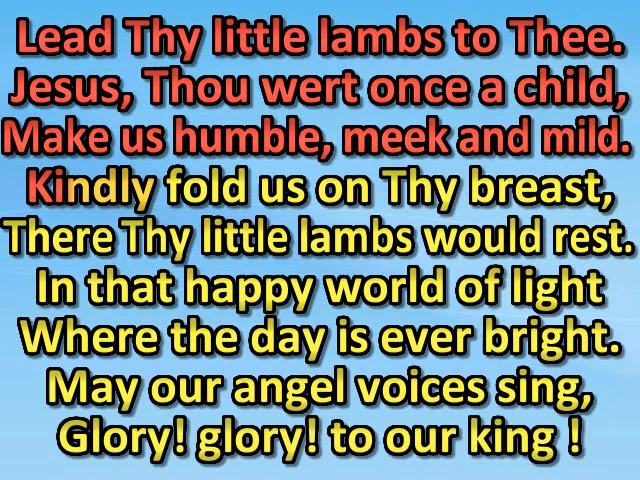 Lead Thy little lambs to Thee.
Jesus, Thou wert once a child,
Make us humble, meek and mild.
Kindly fold us on Thy breast,
There Thy little lambs would rest.
In that happy world of light
Where the day is ever bright.
May our angel voices sing,
Glory! glory! to our king !